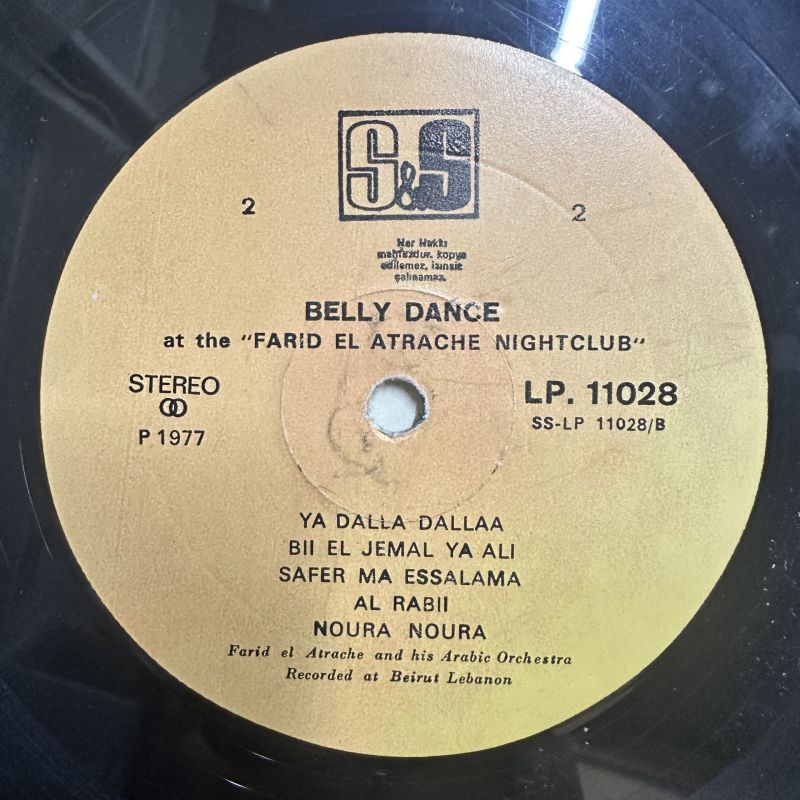 S&S
2 2
Her Hakkı
mahfuzdur. kopya
edilemez, izinsiz
çalınamaz.
BELLY DANCE
at the "FARID EL ATRACHE NIGHTCLUB"
STEREO
P 1977
LP. 11028
SS-LP 11028/B
YA DALLA DALLAA
BII EL JEMAL YA ALI
SAFER MA ESSALAMA
AL RABII
NOURA NOURA
Farid el Atrache and his Arabic Orchestra
Recorded at Beirut Lebanon